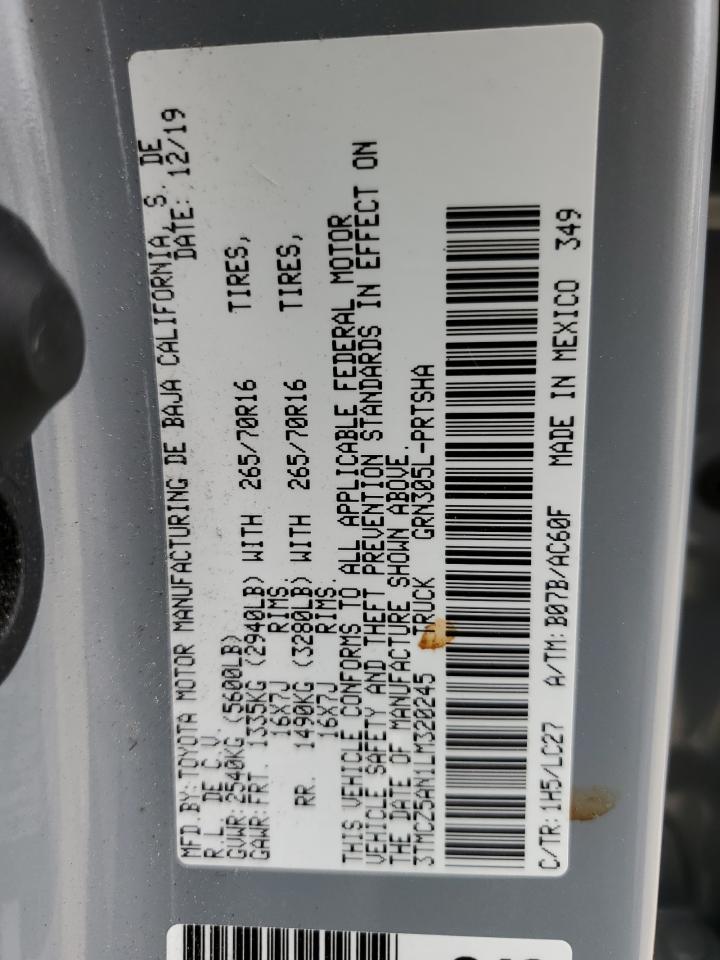 MFD.BY:TOYOTA MOTOR MANUFACTURING DE BAJA CALIFORNIA, S. DE
R.L. DE C.V. DATE: 12/19
GVWR:2540KG (5600LB)
GAWR:FRT. 1335KG (2940LB) WITH 265/70R16 TIRES,
16X7J RIMS.
RR. 1490KG (3280LB) WITH 265/70R16 TIRES,
16X7J RIMS.
THIS VEHICLE CONFORMS TO ALL APPLICABLE FEDERAL MOTOR
VEHICLE SAFETY AND THEFT PREVENTION STANDARDS IN EFFECT ON
THE DATE OF MANUFACTURE SHOWN ABOVE.
3TMCZ5AN1LM320245 TRUCK GRN305L-PRTSHA
C/TR:1H5/LC27 A/TM:B07B/AC60F MADE IN MEXICO 349